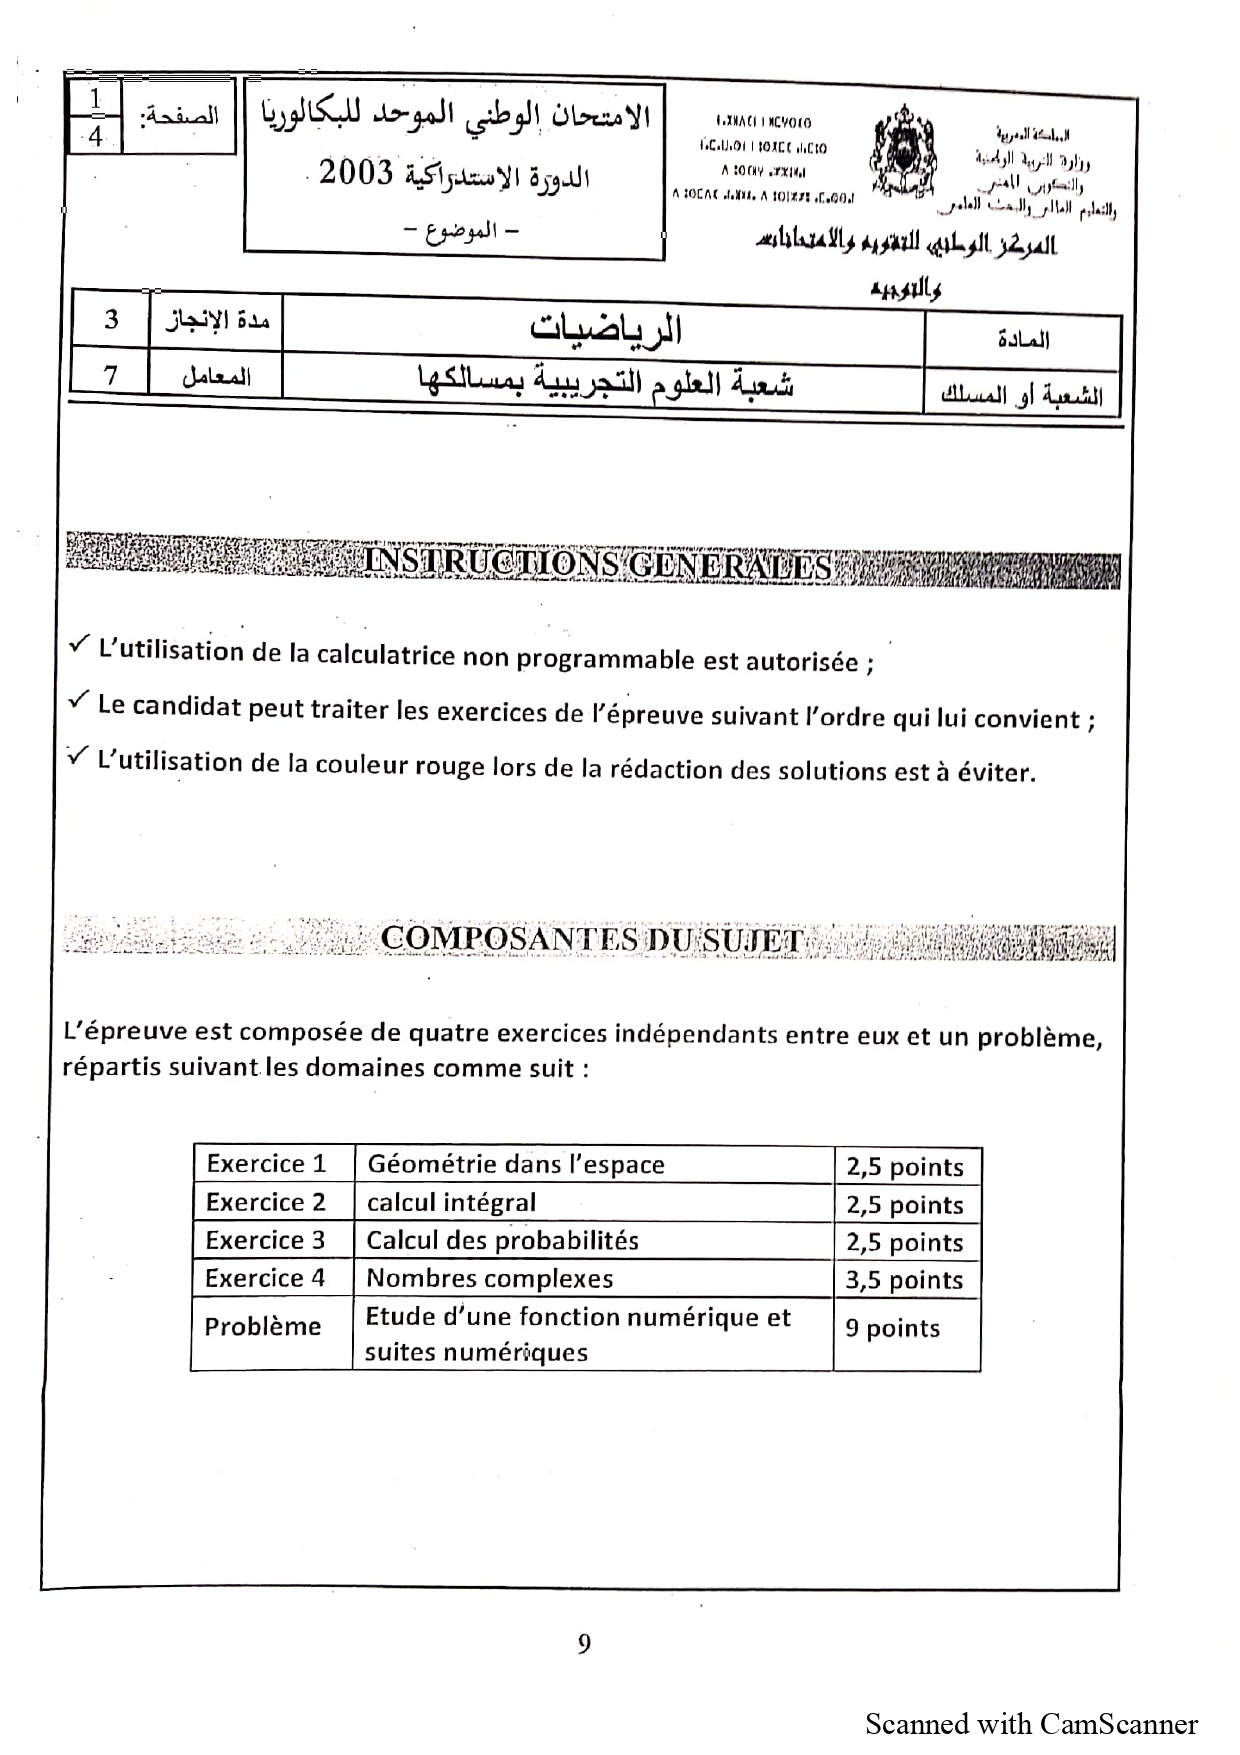 1
4
الصفحة:
الامتحان الوطني الموحد للبكالوريا
الدورة الاستدراكية 2003
- الموضوع -
المملكة المغربية
وزارة التربية الوطنية
والتكوين المهني
والتعليم العالي والبحث العلمي
المركز الوطني للتقويم والامتحانات
والتوجيه
المادة
الرياضيات
مدة الإنجاز
3
الشعبة أو المسلك
شعبة العلوم التجريبية بمسالكها
المعامل
7
INSTRUCTIONS GENERALES
✓ L'utilisation de la calculatrice non programmable est autorisée ;
✓ Le candidat peut traiter les exercices de l'épreuve suivant l'ordre qui lui convient ;
✓ L'utilisation de la couleur rouge lors de la rédaction des solutions est à éviter.
COMPOSANTES DU SUJET
L'épreuve est composée de quatre exercices indépendants entre eux et un problème,
répartis suivant les domaines comme suit :
Exercice 1 Géométrie dans l'espace 2,5 points
Exercice 2 calcul intégral 2,5 points
Exercice 3 Calcul des probabilités 2,5 points
Exercice 4 Nombres complexes 3,5 points
Problème Etude d'une fonction numérique et suites numériques 9 points
9
Scanned with CamScanner